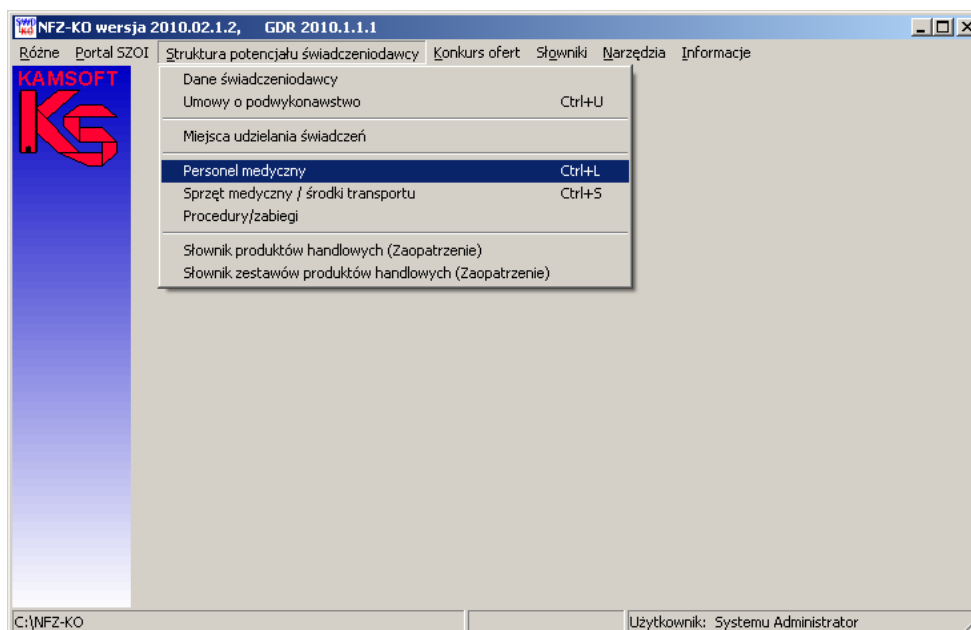 NFZ-KO wersja 2010.02.1.2, GDR 2010.1.1.1
Różne Portal SZOI Struktura potencjału świadczeniodawcy Konkurs ofert Słowniki Narzędzia Informacje
KAMSOFT
Dane świadczeniodawcy
Umowy o podwykonawstwo Ctrl+U
Miejsca udzielania świadczeń
Personel medyczny Ctrl+L
Sprzęt medyczny / środki transportu Ctrl+S
Procedury/zabiegi
Słownik produktów handlowych (Zaopatrzenie)
Słownik zestawów produktów handlowych (Zaopatrzenie)
C:\NFZ-KO Użytkownik: Systemu Administrator